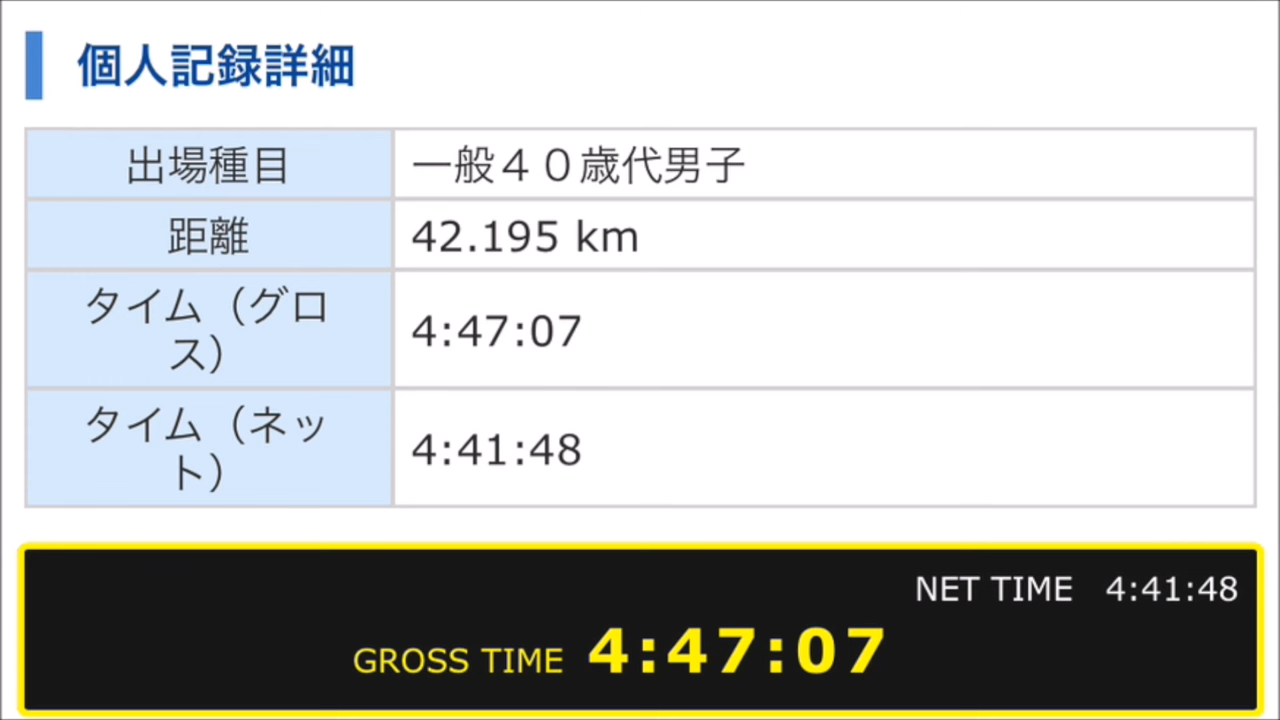 個人記録詳細
出場種目 一般４０歳代男子
距離 42.195 km
タイム（グロ
ス） 4:47:07
タイム（ネッ
ト） 4:41:48
NET TIME 4:41:48
GROSS TIME 4:47:07